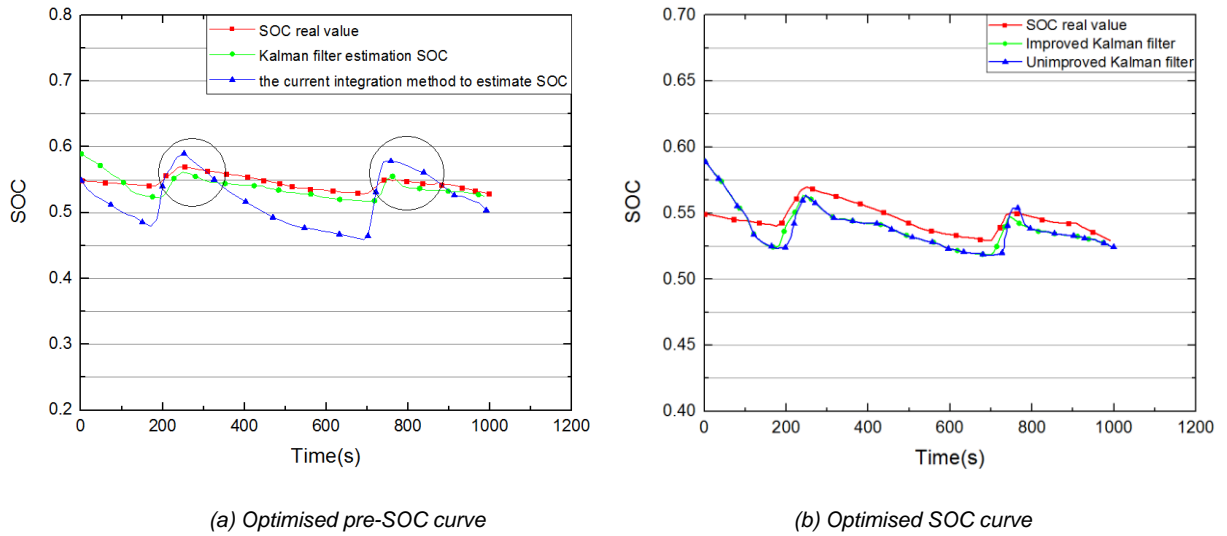 0.8
0.7
0.6
0.5
0.4
0.3
0.2
SOC
0
200
400
600
800
1000
1200
Time(s)
SOC real value
Kalman filter estimation SOC
the current integration method to estimate SOC
(a) Optimised pre-SOC curve
0.70
0.65
0.60
0.55
0.50
0.45
0.40
SOC
0
200
400
600
800
1000
1200
Time(s)
SOC real value
Improved Kalman filter
Unimproved Kalman filter
(b) Optimised SOC curve